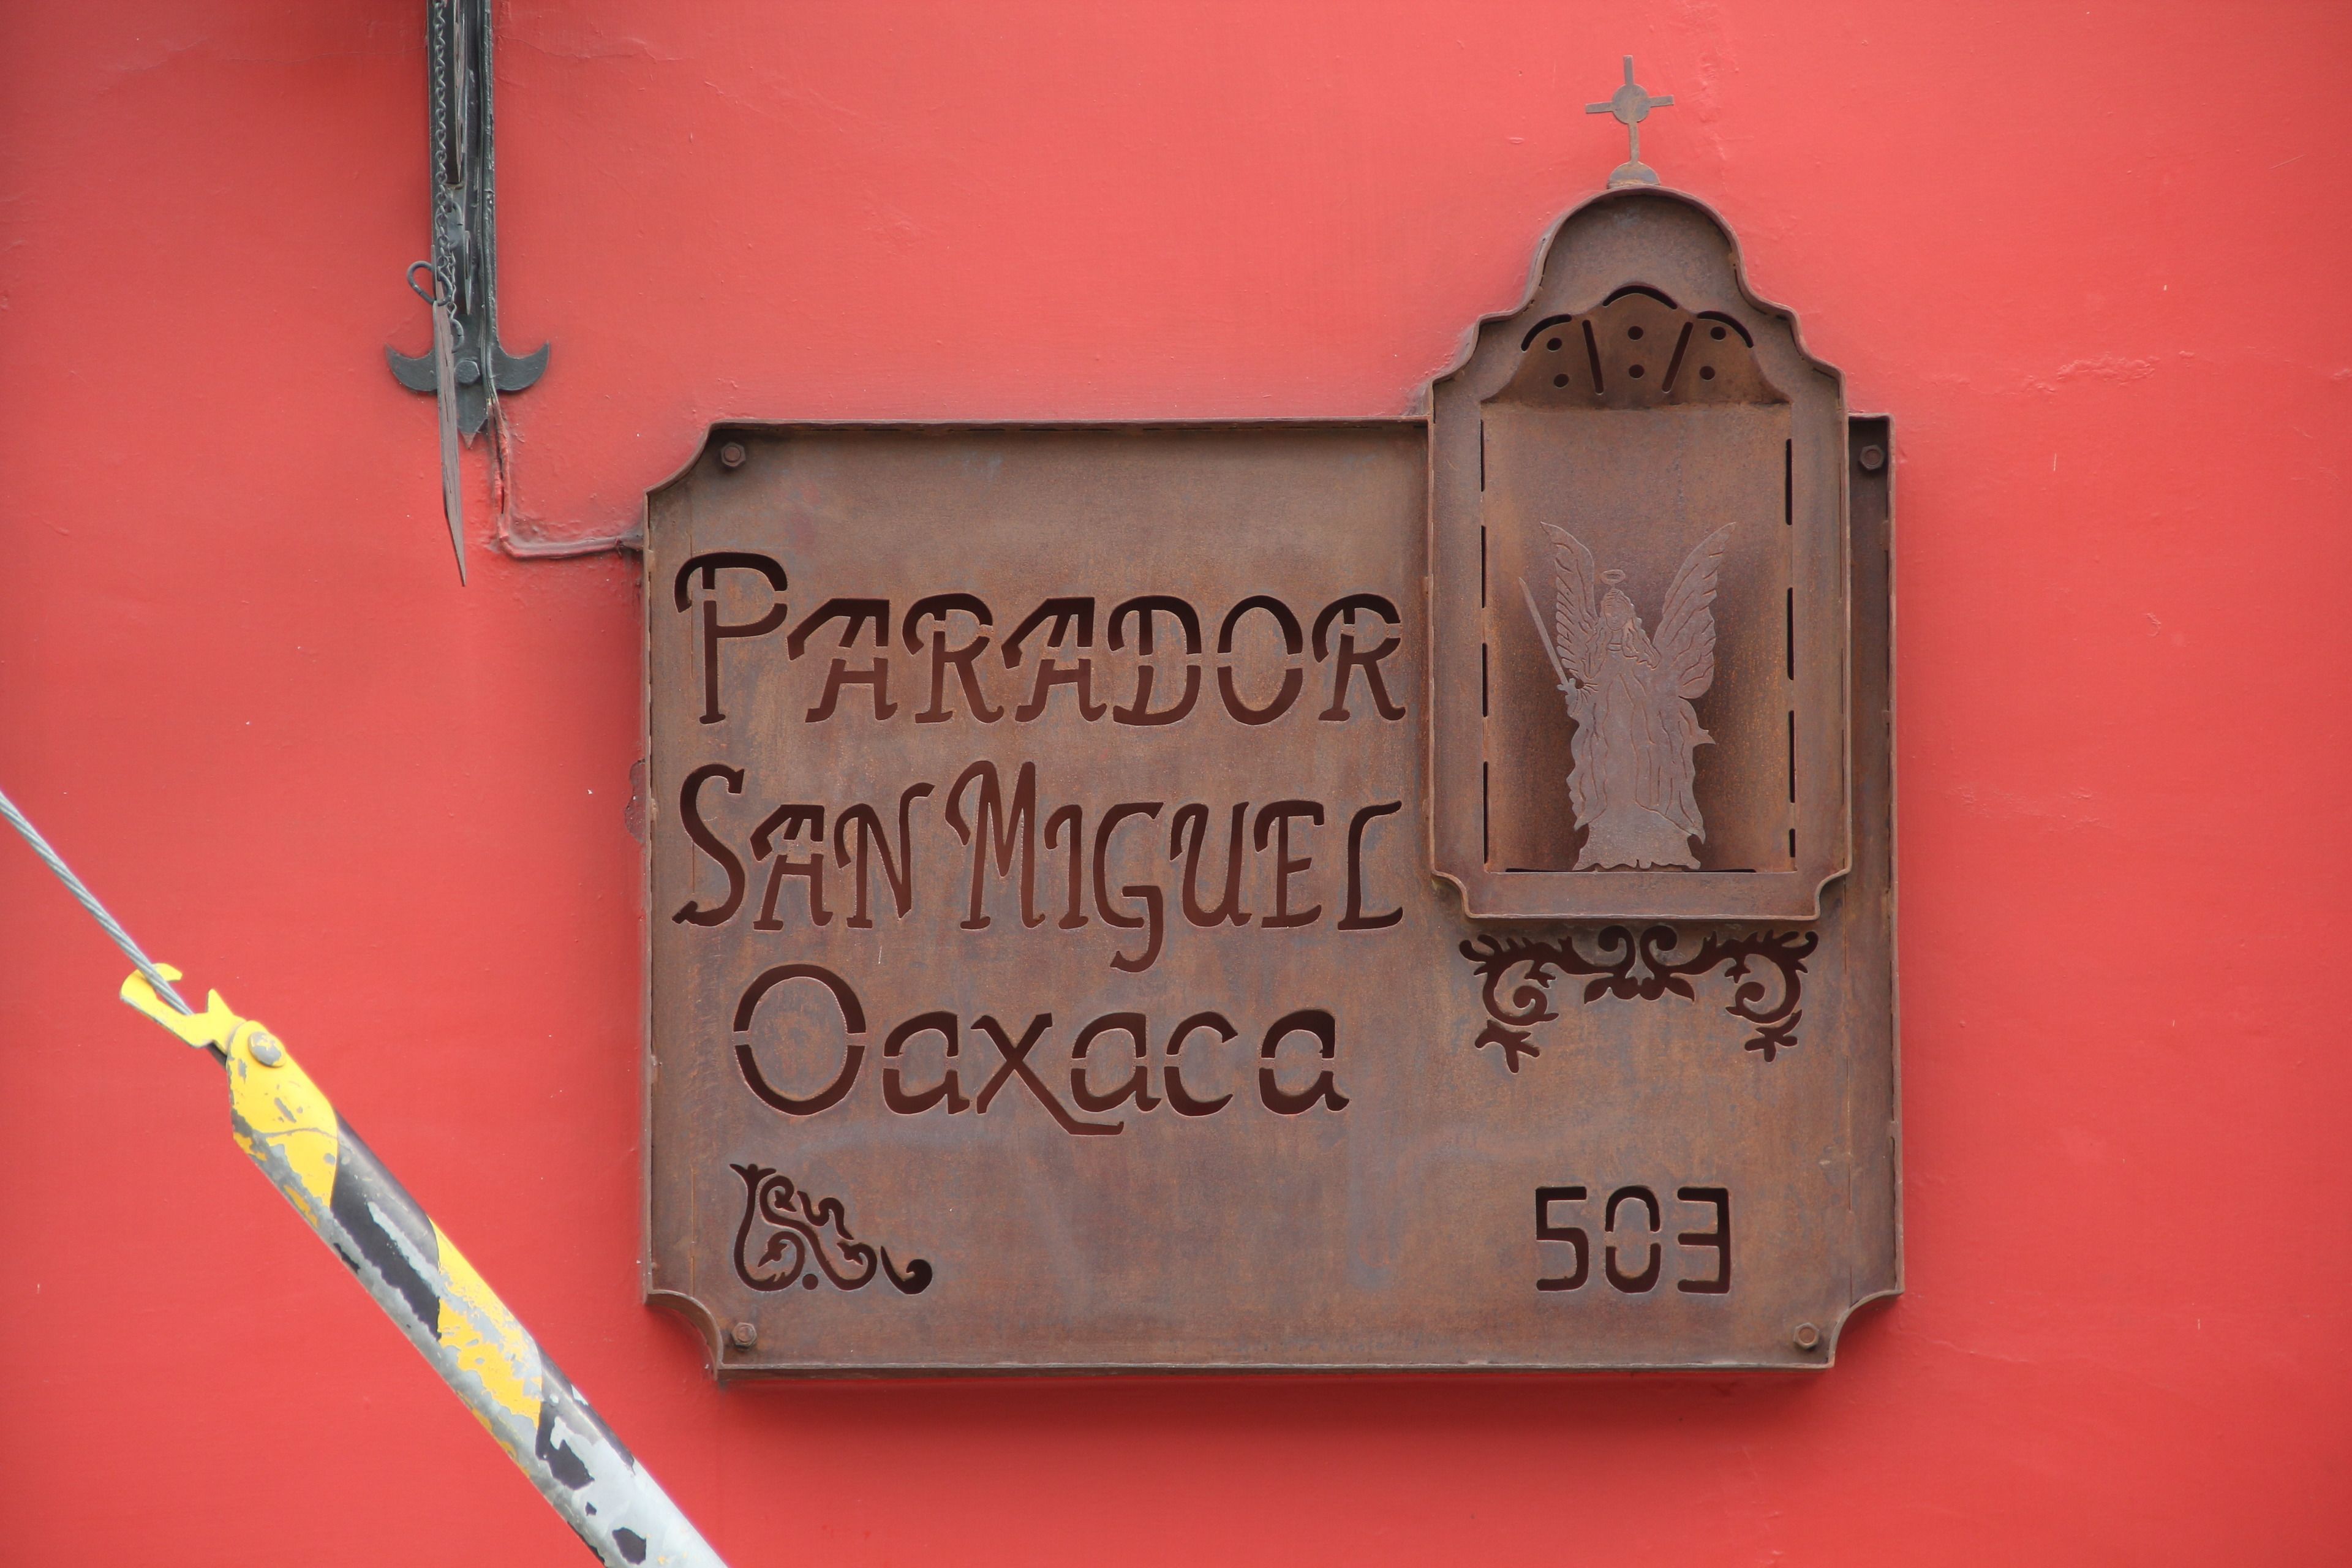 PARADOR
SAN MIGUEL
Oaxaca
503